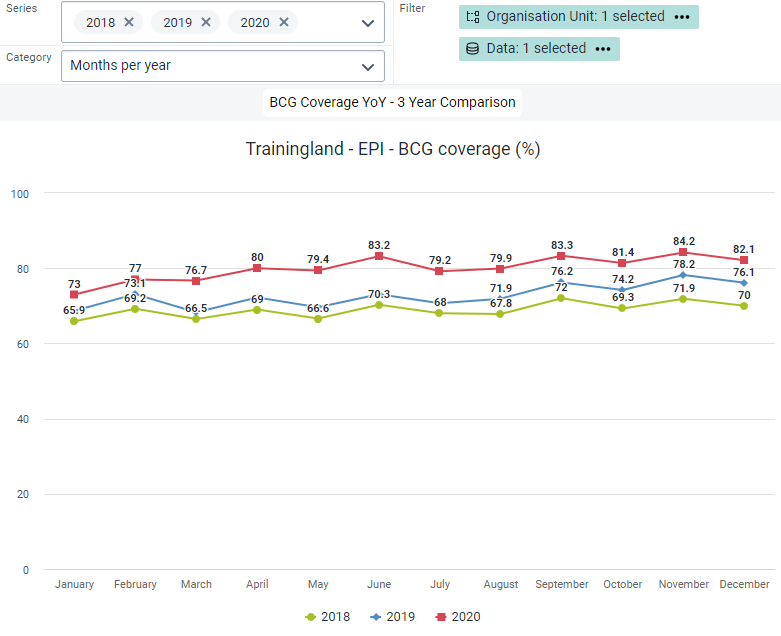 Series
2018 ✕ 2019 ✕ 2020 ✕
Category
Months per year
Filter
Organisation Unit: 1 selected •••
Data: 1 selected •••
BCG Coverage YoY - 3 Year Comparison
Trainingland - EPI - BCG coverage (%)
100
80
60
40
20
0
73 77 76.7 80 79.4 83.2 79.2 79.9 83.3 81.4 84.2 82.1
73.1 71.9 76.2 74.2 78.2 76.1
65.9 69.2 66.5 69 66.6 70.3 68 67.8 72 69.3 71.9 70
January February March April May June July August September October November December
2018 2019 2020